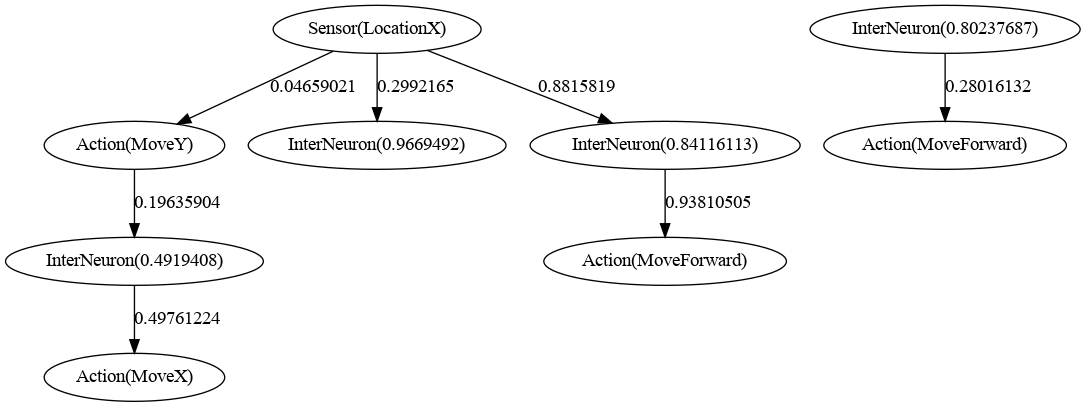 Sensor(LocationX)
InterNeuron(0.80237687)
0.04659021
0.2992165
0.8815819
0.28016132
Action(MoveY)
InterNeuron(0.9669492)
InterNeuron(0.84116113)
Action(MoveForward)
0.19635904
0.93810505
InterNeuron(0.4919408)
Action(MoveForward)
0.49761224
Action(MoveX)